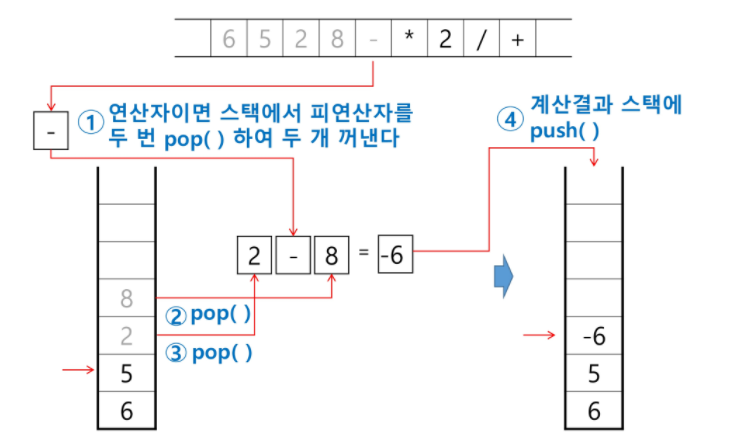 6 5 2 8 - * 2 / +
-
① 연산자이면 스택에서 피연산자를
두 번 pop( ) 하여 두 개 꺼낸다
④ 계산결과 스택에
push( )
2 - 8 = -6
8
② pop( )
2
③ pop( )
5
6
-6
5
6